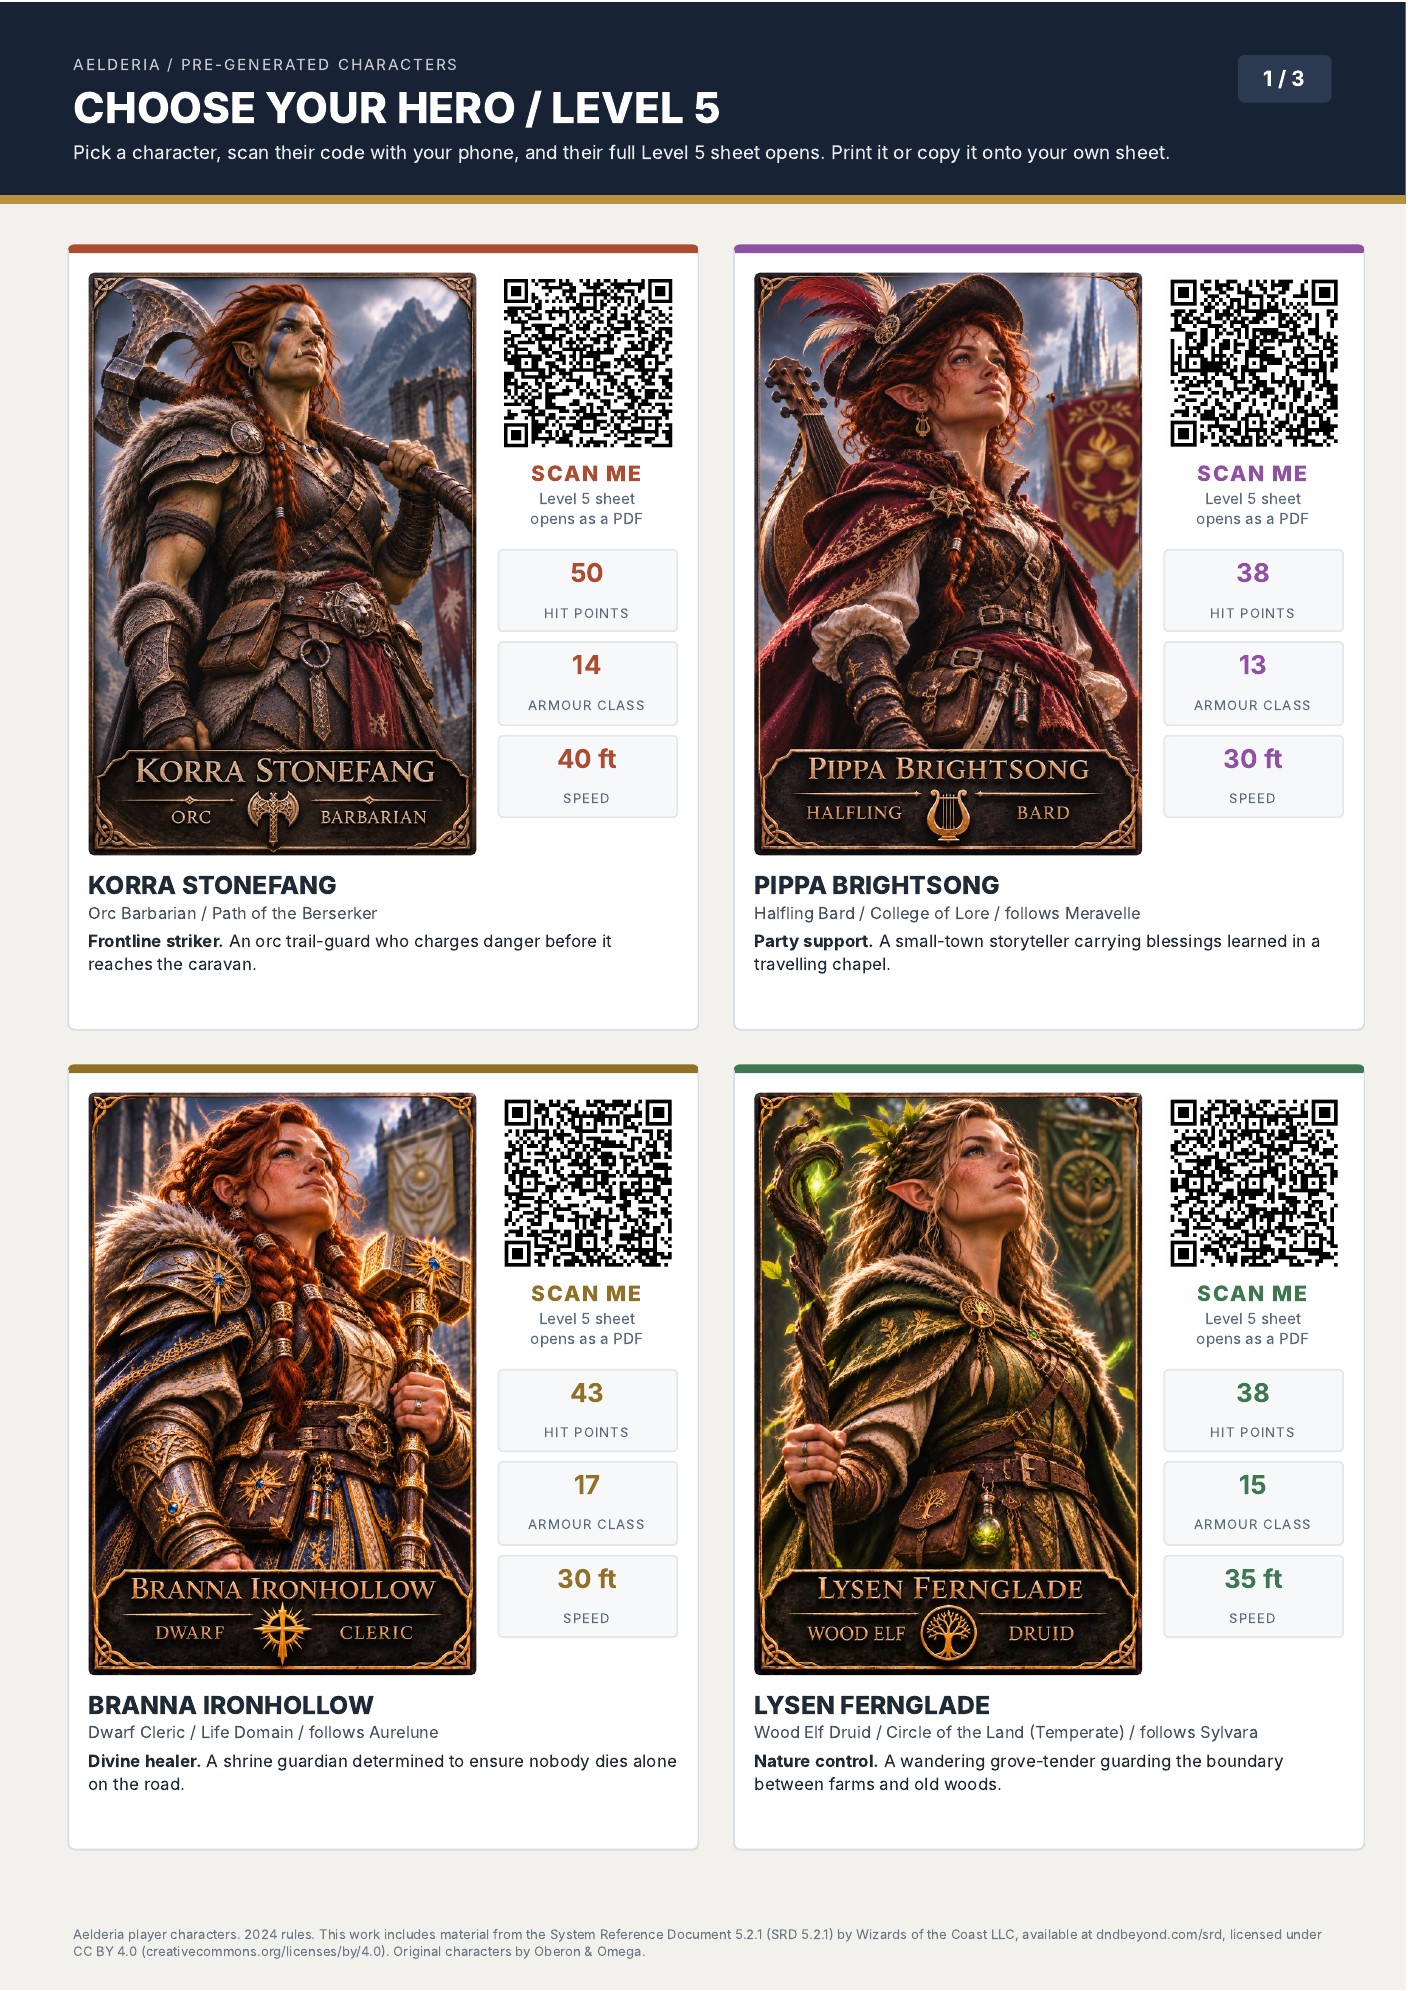 AELDERIA / PRE-GENERATED CHARACTERS
CHOOSE YOUR HERO / LEVEL 5
Pick a character, scan their code with your phone, and their full Level 5 sheet opens. Print it or copy it onto your own sheet.
1 / 3
KORRA STONEFANG
ORC BARBARIAN
SCAN ME
Level 5 sheet
opens as a PDF
50
HIT POINTS
14
ARMOUR CLASS
40 ft
SPEED
KORRA STONEFANG
Orc Barbarian / Path of the Berserker
Frontline striker. An orc trail-guard who charges danger before it
reaches the caravan.
PIPPA BRIGHTSONG
HALFLING BARD
SCAN ME
Level 5 sheet
opens as a PDF
38
HIT POINTS
13
ARMOUR CLASS
30 ft
SPEED
PIPPA BRIGHTSONG
Halfling Bard / College of Lore / follows Meravelle
Party support. A small-town storyteller carrying blessings learned in a
travelling chapel.
BRANNA IRONHOLLOW
DWARF CLERIC
SCAN ME
Level 5 sheet
opens as a PDF
43
HIT POINTS
17
ARMOUR CLASS
30 ft
SPEED
BRANNA IRONHOLLOW
Dwarf Cleric / Life Domain / follows Aurelune
Divine healer. A shrine guardian determined to ensure nobody dies alone
on the road.
LYSEN FERNGLADE
WOOD ELF DRUID
SCAN ME
Level 5 sheet
opens as a PDF
38
HIT POINTS
15
ARMOUR CLASS
35 ft
SPEED
LYSEN FERNGLADE
Wood Elf Druid / Circle of the Land (Temperate) / follows Sylvara
Nature control. A wandering grove-tender guarding the boundary
between farms and old woods.
Aelderia player characters. 2024 rules. This work includes material from the System Reference Document 5.2.1 (SRD 5.2.1) by Wizards of the Coast LLC, available at dndbeyond.com/srd, licensed under
CC BY 4.0 (creativecommons.org/licenses/by/4.0). Original characters by Oberon & Omega.